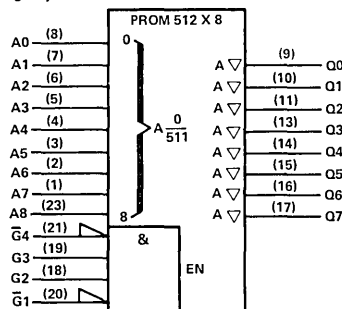 PROM 512 X 8
A0 (8) 0 A ▽ (9) Q0
A1 (7) A ▽ (10) Q1
A2 (6) A ▽ (11) Q2
A3 (5) A 0/511 A ▽ (13) Q3
A4 (4) A ▽ (14) Q4
A5 (3) A ▽ (15) Q5
A6 (2) A ▽ (16) Q6
A7 (1) A ▽ (17) Q7
A8 (23) 8
G̅4 (21) &
G3 (19) EN
G2 (18)
G̅1 (20)